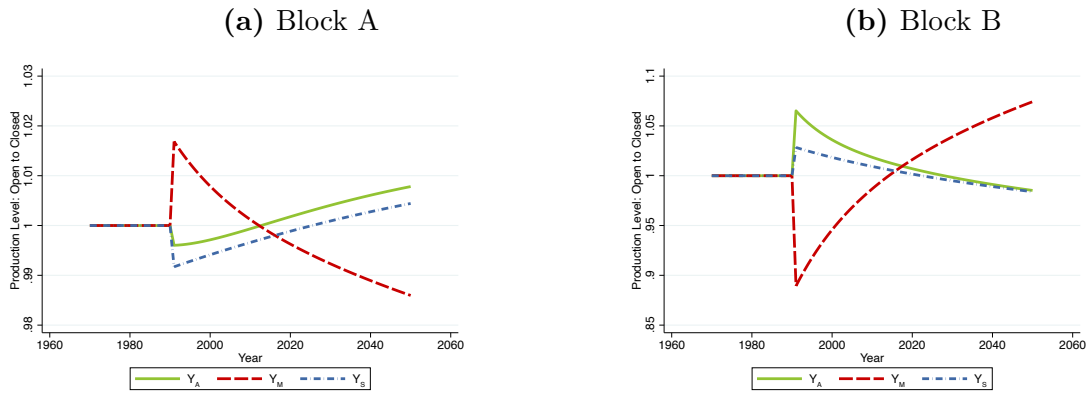 (a) Block A
Production Level: Open to Closed
1.03
1.02
1.01
1
.99
.98
1960 1980 2000 2020 2040 2060
Year
Y_A Y_M Y_S
(b) Block B
Production Level: Open to Closed
1.1
1.05
1
.95
.9
.85
1960 1980 2000 2020 2040 2060
Year
Y_A Y_M Y_S